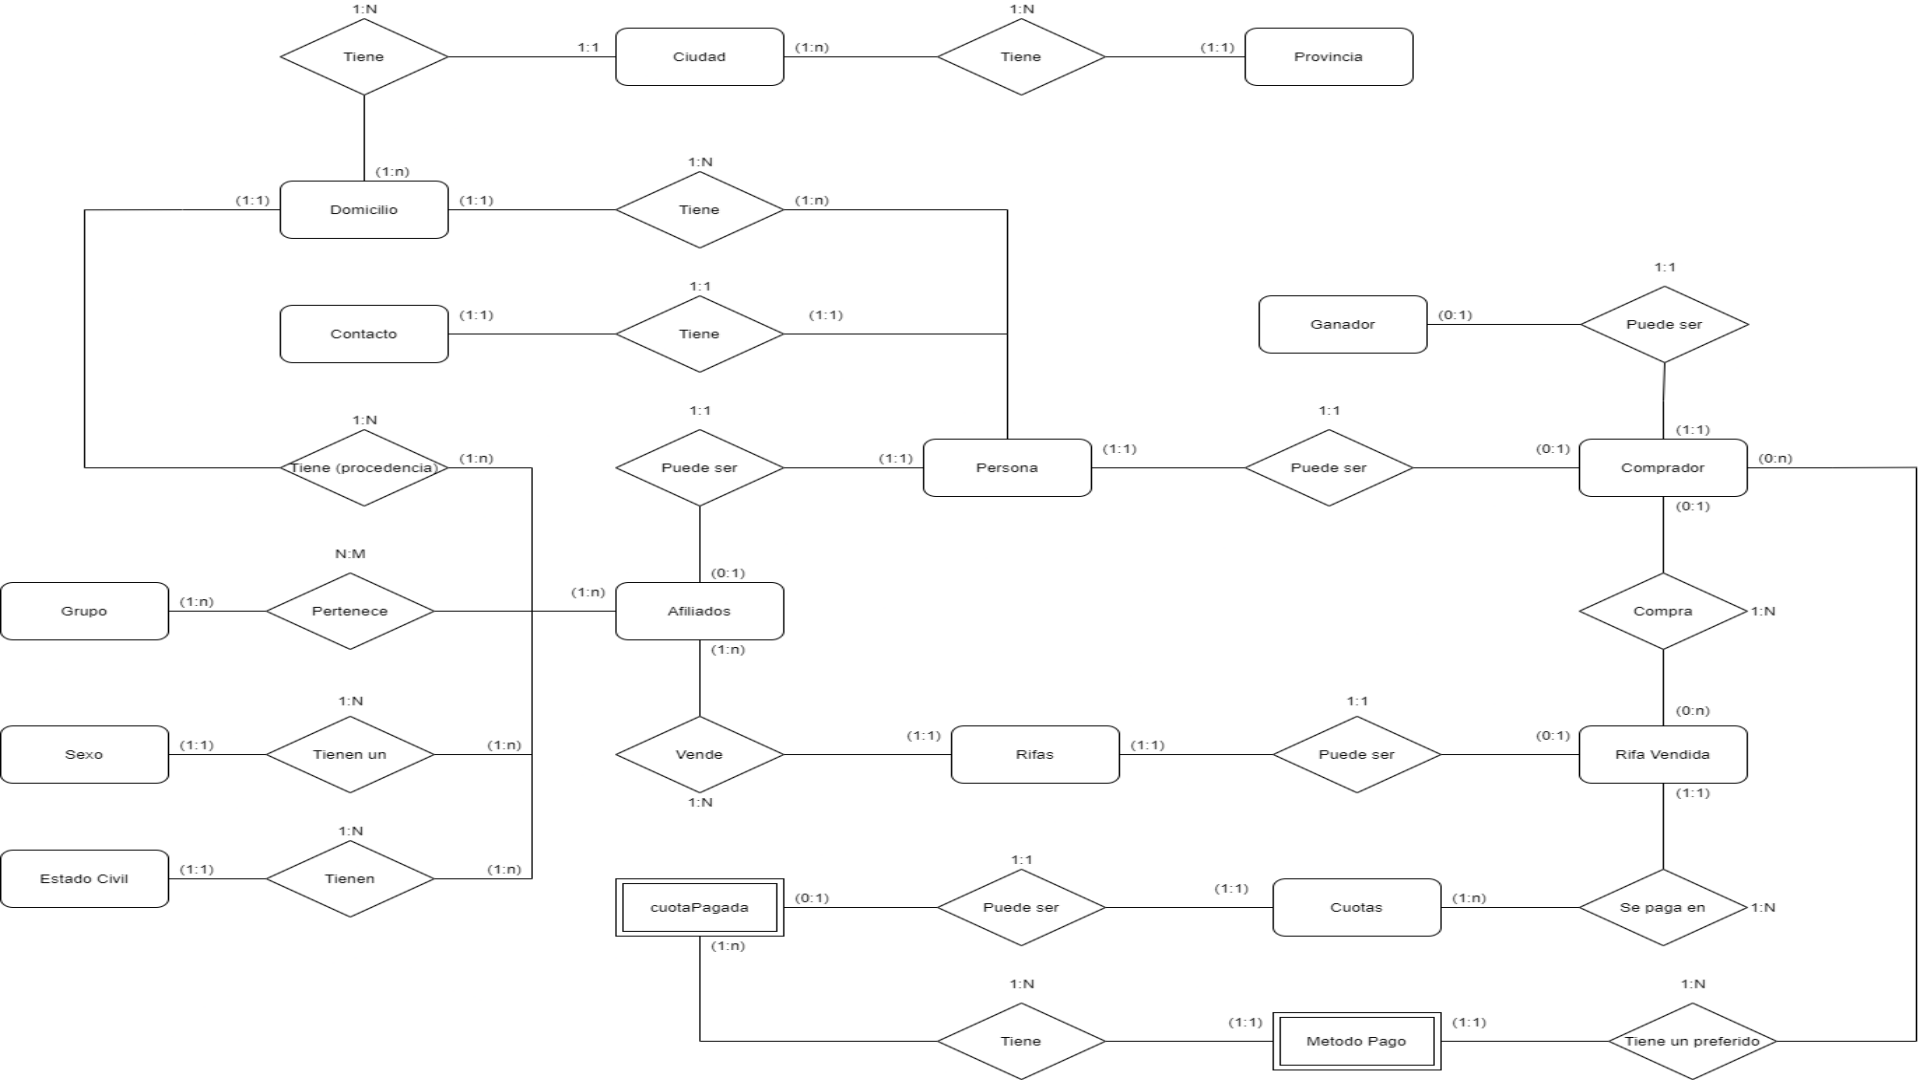 1:N
1:N
Tiene
1:1
Ciudad
(1:n)
Tiene
(1:1)
Provincia
1:N
(1:n)
(1:1)
Domicilio
(1:1)
Tiene
(1:n)
1:1
1:1
Contacto
(1:1)
Tiene
(1:1)
Ganador
(0:1)
Puede ser
1:N
1:1
1:1
(1:1)
Tiene (procedencia)
(1:n)
Puede ser
(1:1)
Persona
(1:1)
Puede ser
(0:1)
Comprador
(0:n)
(0:1)
N:M
(0:1)
Grupo
(1:n)
Pertenece
(1:n)
Afiliados
Compra
1:N
(1:n)
1:N
1:1
(0:n)
Sexo
(1:1)
Tienen un
(1:n)
Vende
(1:1)
Rifas
(1:1)
Puede ser
(0:1)
Rifa Vendida
1:N
(1:1)
1:N
1:1
Estado Civil
(1:1)
Tienen
(1:n)
cuotaPagada
(0:1)
Puede ser
(1:1)
Cuotas
(1:n)
Se paga en
1:N
(1:n)
1:N
1:N
Tiene
(1:1)
Metodo Pago
(1:1)
Tiene un preferido